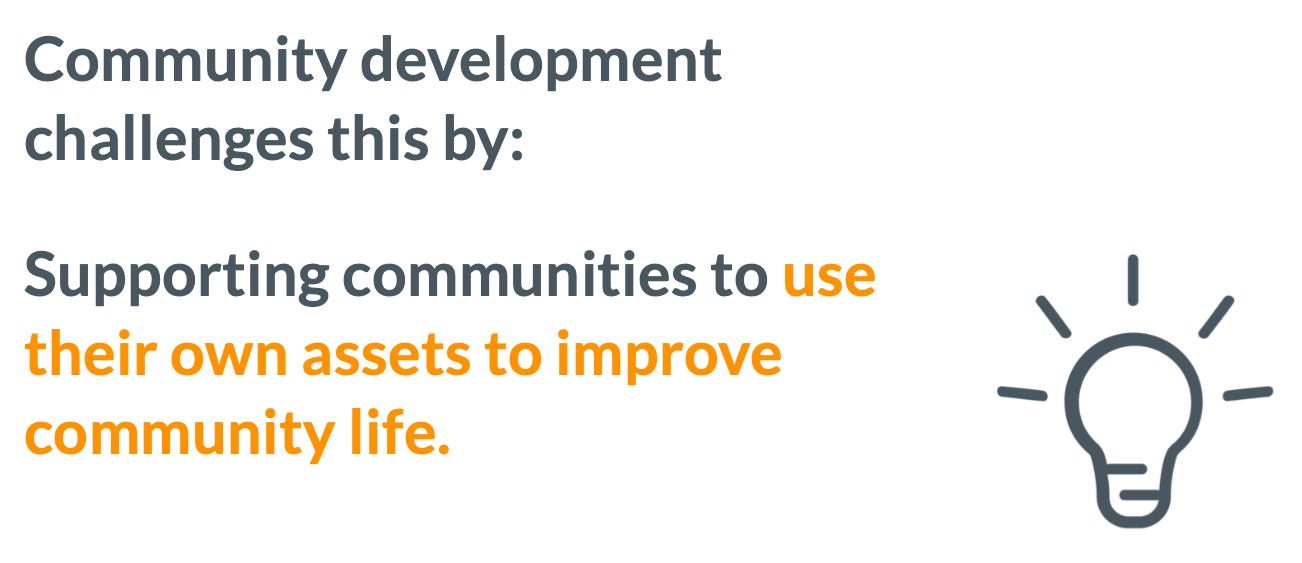 Community development
challenges this by:
Supporting communities to use
their own assets to improve
community life.